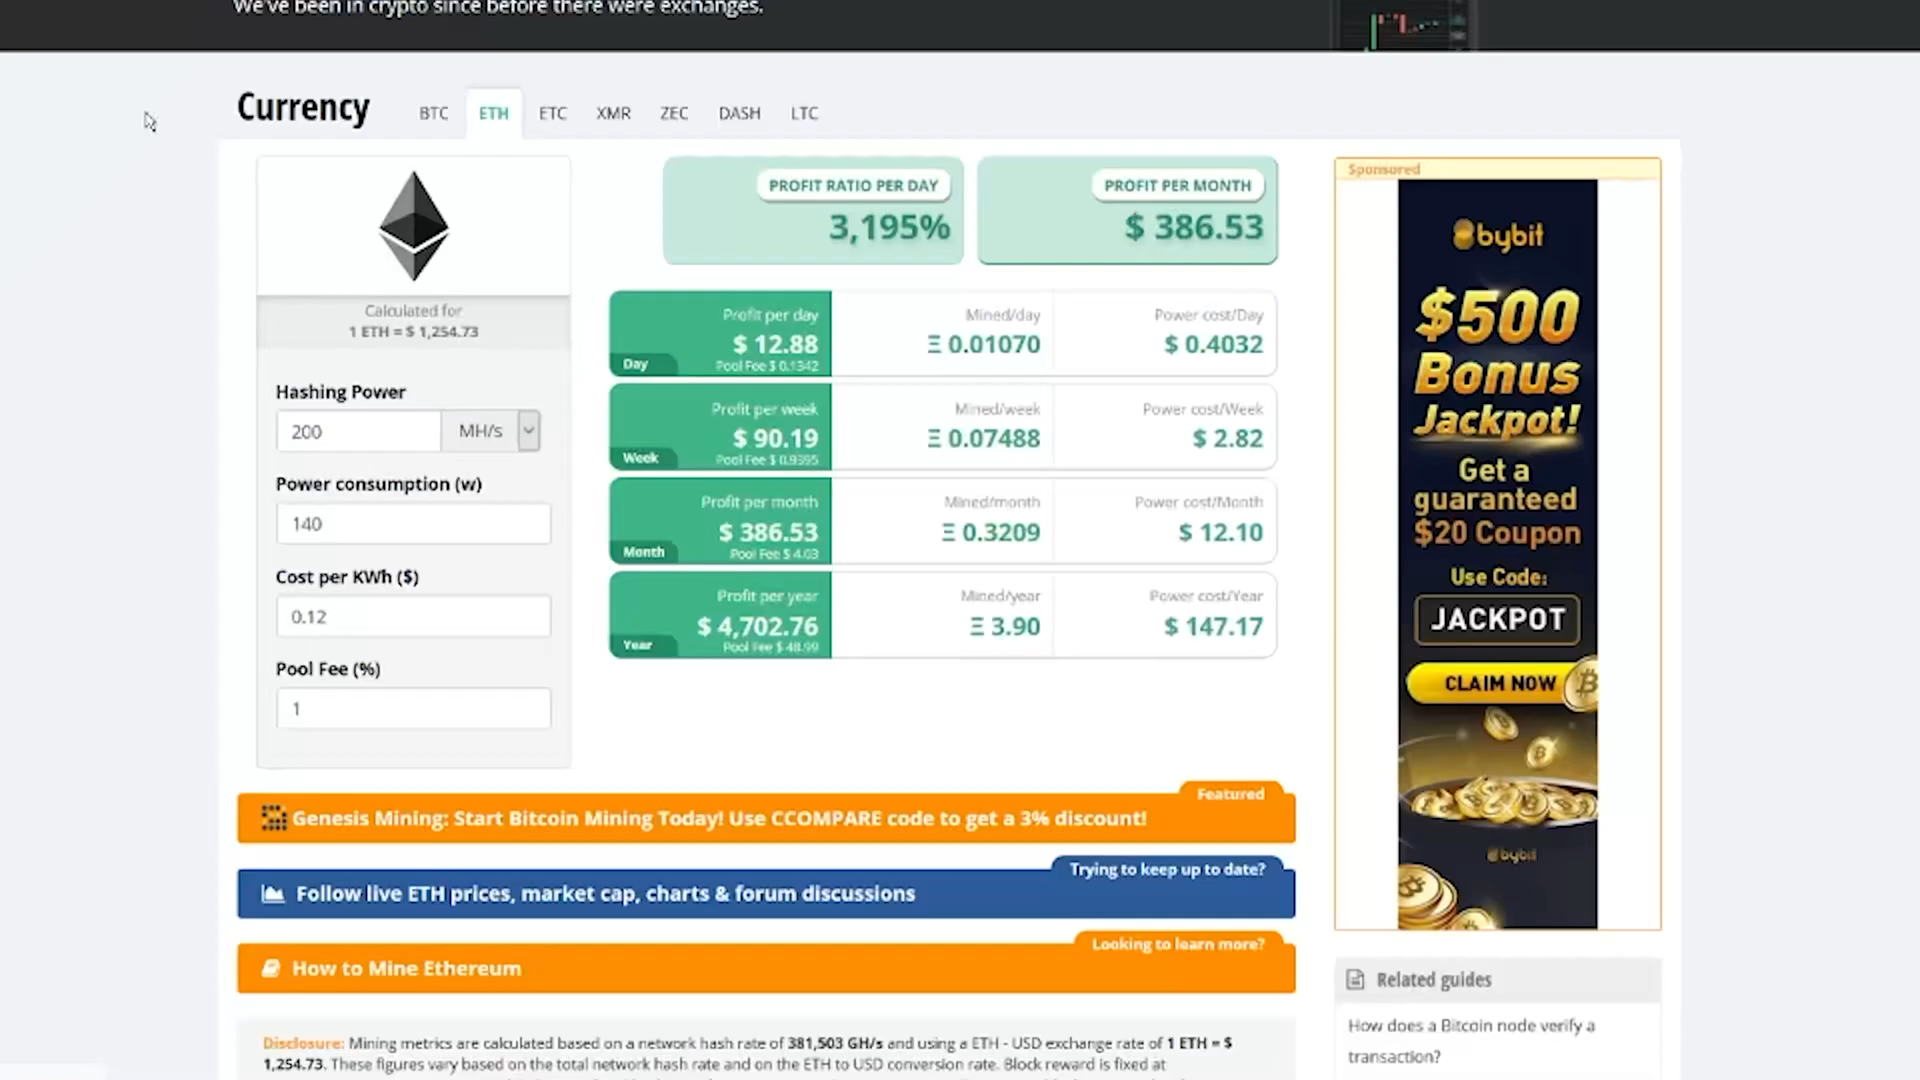 We've been in crypto since before there were exchanges.
Currency
BTC
ETH
ETC
XMR
ZEC
DASH
LTC
Calculated for
1 ETH = $ 1,254.73
Hashing Power
200
MH/s
Power consumption (w)
140
Cost per KWh ($)
0.12
Pool Fee (%)
1
PROFIT RATIO PER DAY
3,195%
PROFIT PER MONTH
$ 386.53
Profit per day
$ 12.88
Pool Fee $ 0.1342
Day
Mined/day
Ξ 0.01070
Power cost/Day
$ 0.4032
Profit per week
$ 90.19
Pool Fee $ 0.9395
Week
Mined/week
Ξ 0.07488
Power cost/Week
$ 2.82
Profit per month
$ 386.53
Pool Fee $ 4.03
Month
Mined/month
Ξ 0.3209
Power cost/Month
$ 12.10
Profit per year
$ 4,702.76
Pool Fee $ 48.99
Year
Mined/year
Ξ 3.90
Power cost/Year
$ 147.17
Featured
Genesis Mining: Start Bitcoin Mining Today! Use CCOMPARE code to get a 3% discount!
Trying to keep up to date?
Follow live ETH prices, market cap, charts & forum discussions
Looking to learn more?
How to Mine Ethereum
Disclosure: Mining metrics are calculated based on a network hash rate of 381,503 GH/s and using a ETH - USD exchange rate of 1 ETH = $
1,254.73. These figures vary based on the total network hash rate and on the ETH to USD conversion rate. Block reward is fixed at
Sponsored
bybit
$500
Bonus
Jackpot!
Get a
guaranteed
$20 Coupon
Use Code:
JACKPOT
CLAIM NOW
bybit
Related guides
How does a Bitcoin node verify a
transaction?